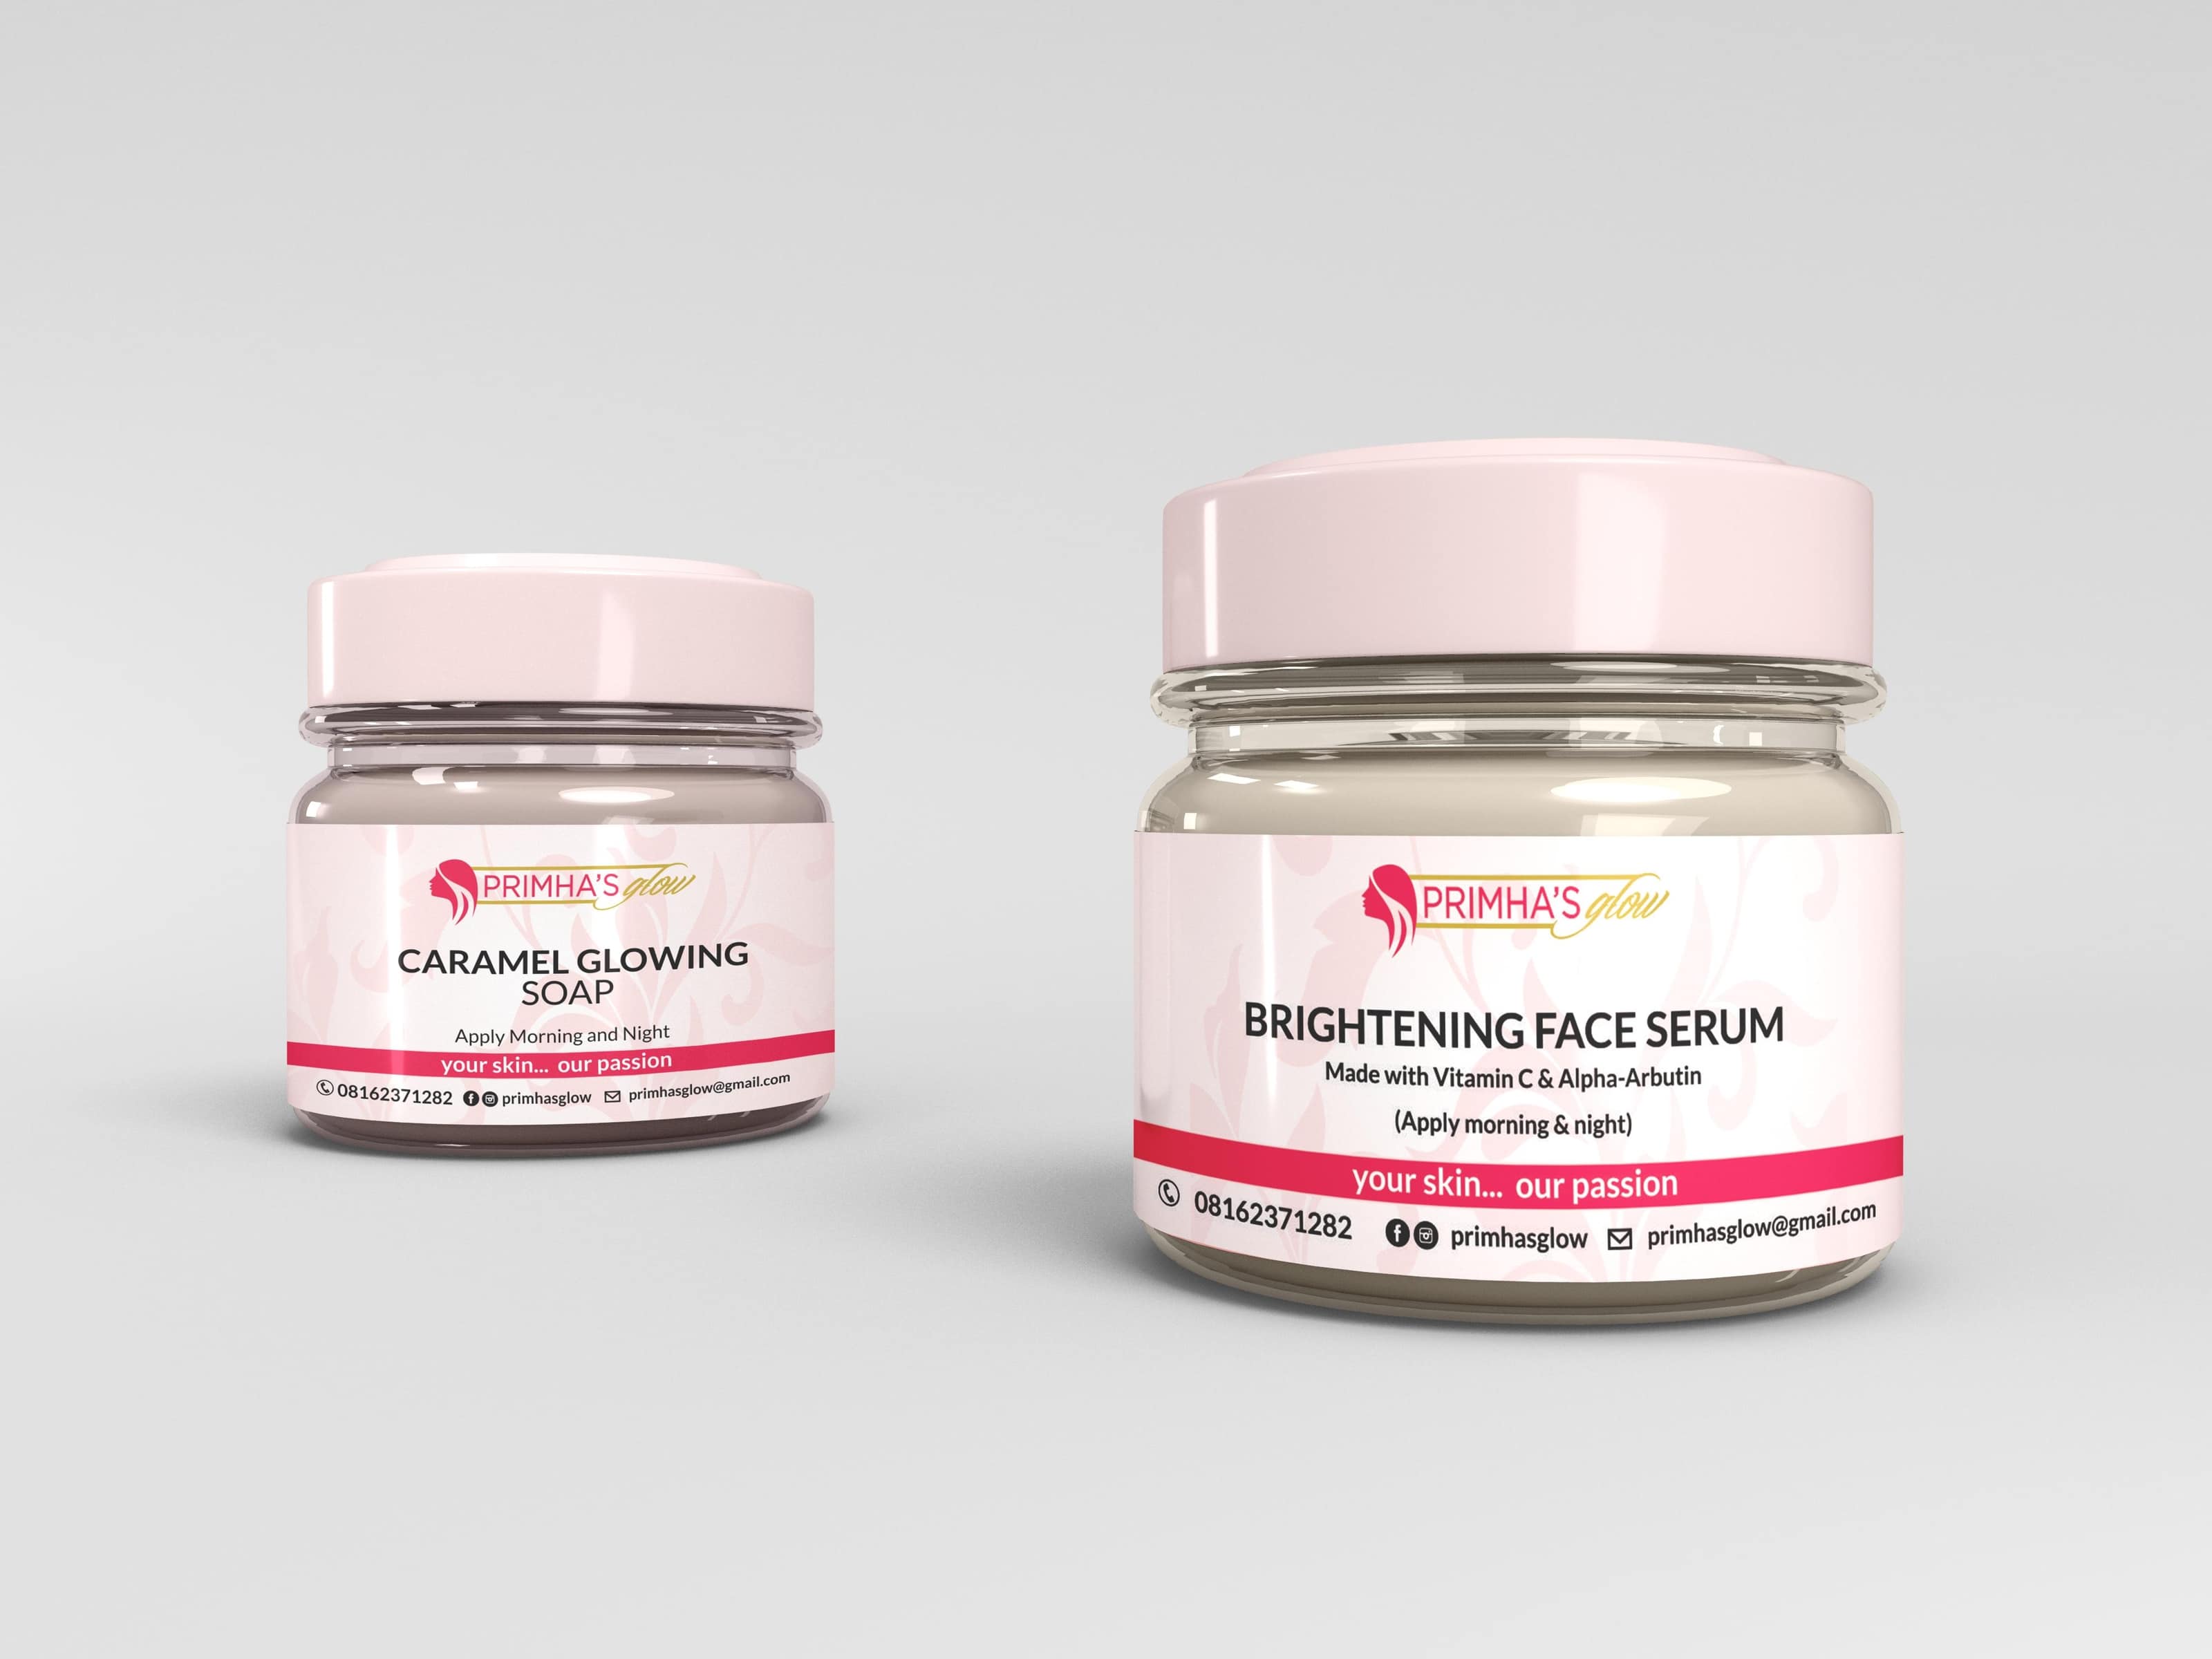 PRIMHA'S glow
CARAMEL GLOWING
SOAP
Apply Morning and Night
your skin... our passion
08162371282 primhasglow primhasglow@gmail.com
PRIMHA'S glow
BRIGHTENING FACE SERUM
Made with Vitamin C & Alpha-Arbutin
(Apply morning & night)
your skin... our passion
08162371282 primhasglow primhasglow@gmail.com